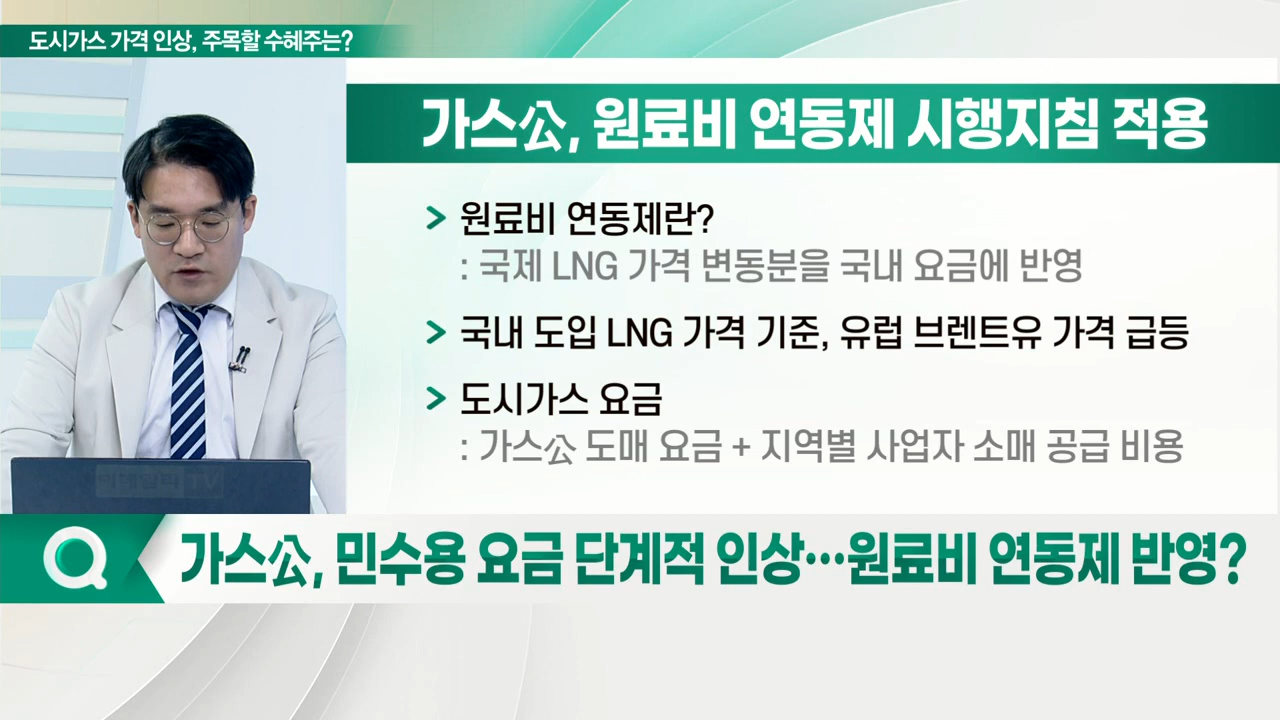 도시가스 가격 인상, 주목할 수혜주는?
가스公, 원료비 연동제 시행지침 적용
> 원료비 연동제란?
: 국제 LNG 가격 변동분을 국내 요금에 반영
> 국내 도입 LNG 가격 기준, 유럽 브렌트유 가격 급등
> 도시가스 요금
: 가스公 도매 요금 + 지역별 사업자 소매 공급 비용
이데일리 TV
Q 가스公, 민수용 요금 단계적 인상…원료비 연동제 반영?